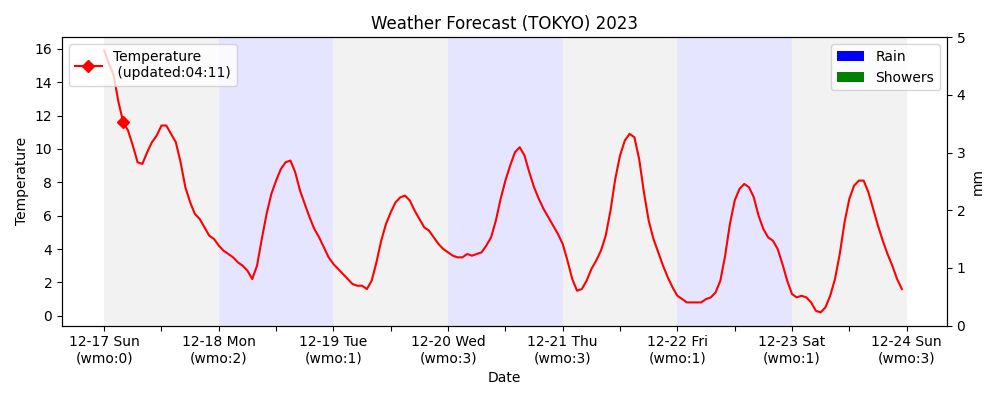 Weather Forecast (TOKYO) 2023
Temperature
(updated:04:11)
Rain
Showers
Temperature
16
14
12
10
8
6
4
2
0
5
4
3
2
1
0
mm
12-17 Sun
(wmo:0)
12-18 Mon
(wmo:2)
12-19 Tue
(wmo:1)
12-20 Wed
(wmo:3)
12-21 Thu
(wmo:3)
12-22 Fri
(wmo:1)
12-23 Sat
(wmo:1)
12-24 Sun
(wmo:3)
Date